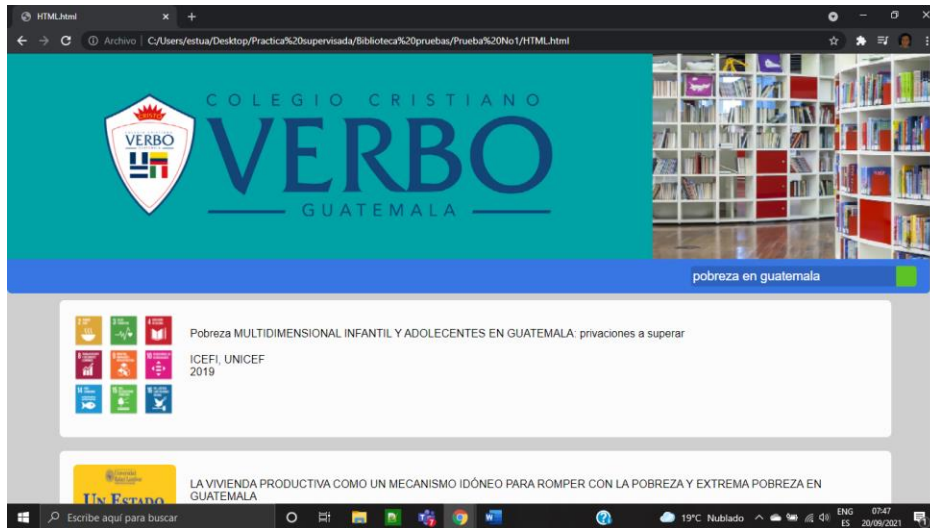 HTML.html
Archivo C:/Users/estua/Desktop/Practica%20supervisada/Biblioteca%20pruebas/Prueba%20No1/HTML.html
CRISTO
VERBO
COLEGIO CRISTIANO
VERBO
GUATEMALA
pobreza en guatemala
Pobreza MULTIDIMENSIONAL INFANTIL Y ADOLECENTES EN GUATEMALA: privaciones a superar
ICEFI, UNICEF
2019
LA VIVIENDA PRODUCTIVA COMO UN MECANISMO IDÓNEO PARA ROMPER CON LA POBREZA Y EXTREMA POBREZA EN
GUATEMALA
UN ESTADO
Escribe aquí para buscar
19°C Nublado
ENG
ES
07:47
20/09/2021